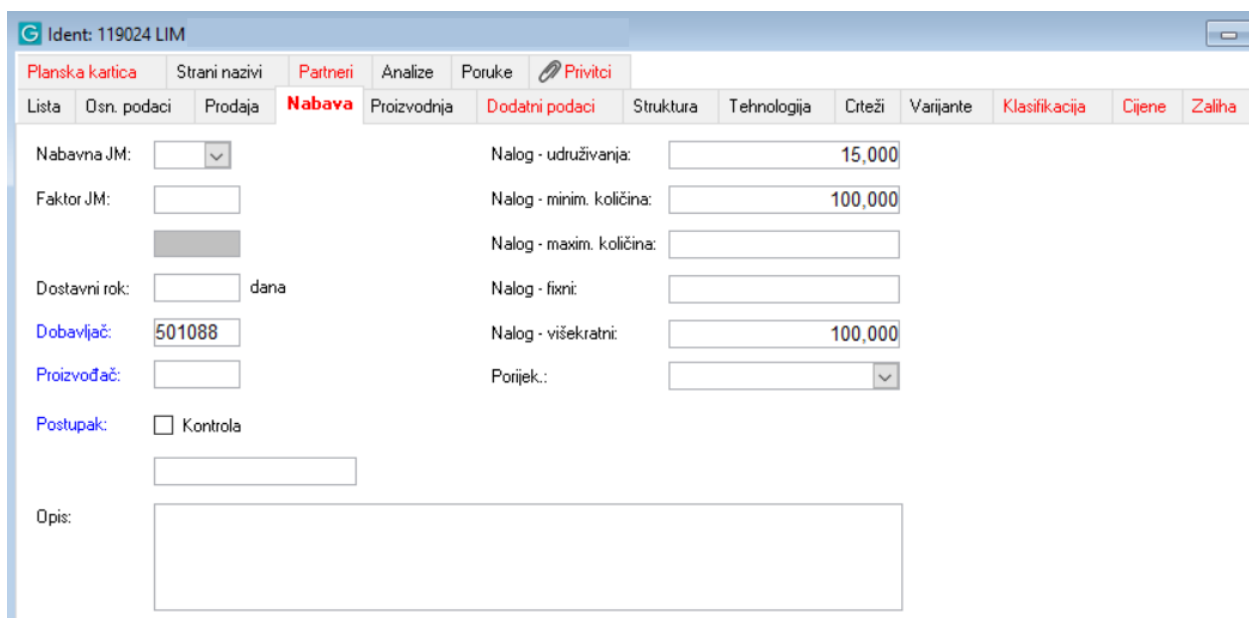 Ident: 119024 LIM
Planska kartica Strani nazivi Partneri Analize Poruke Privitci
Lista Osn. podaci Prodaja Nabava Proizvodnja Dodatni podaci Struktura Tehnologija Crteži Varijante Klasifikacija Cijene Zaliha
Nabavna JM: Nalog - udruživanja: 15,000
Faktor JM: Nalog - minim. količina: 100,000
Nalog - maxim. količina:
Dostavni rok: dana Nalog - fixni:
Dobavljač: 501088 Nalog - višekratni: 100,000
Proizvođač: Porijek.:
Postupak: Kontrola
Opis: